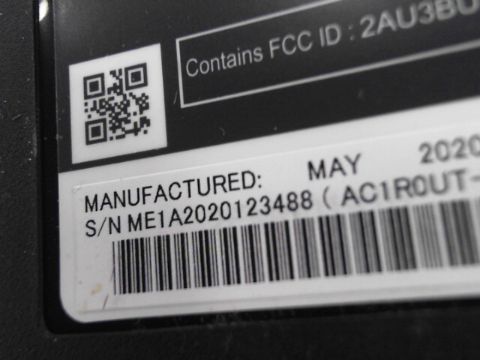 Contains FCC ID : 2AU3BU
MANUFACTURED: MAY 2020
S/N ME1A2020123488 ( AC1R0UT-